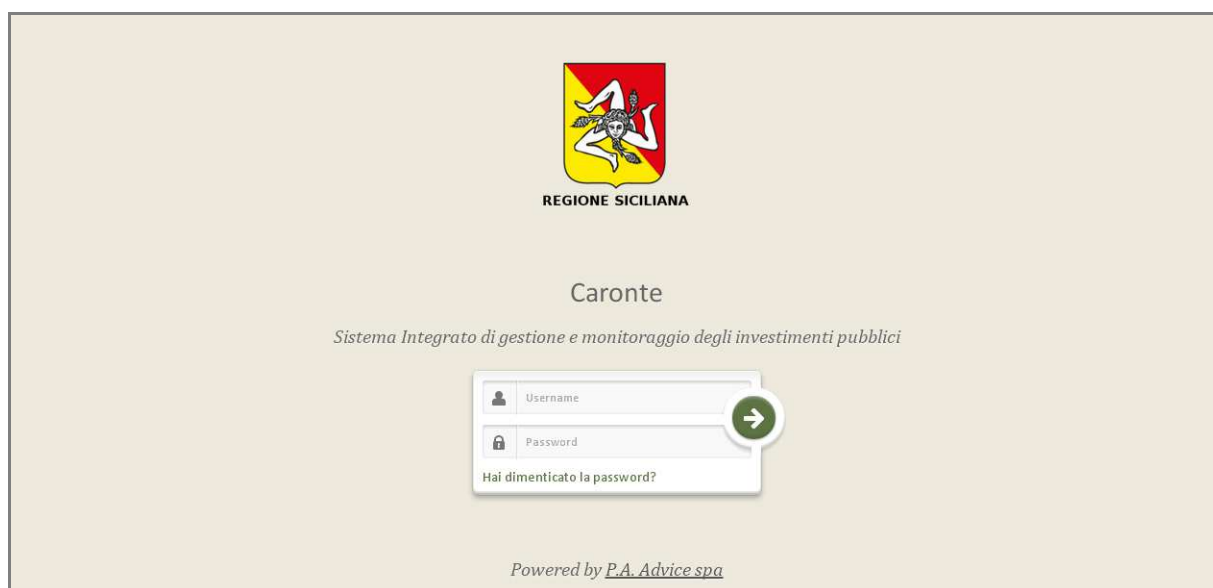 REGIONE SICILIANA
Caronte
Sistema Integrato di gestione e monitoraggio degli investimenti pubblici
Username
Password
Hai dimenticato la password?
Powered by P.A. Advice spa